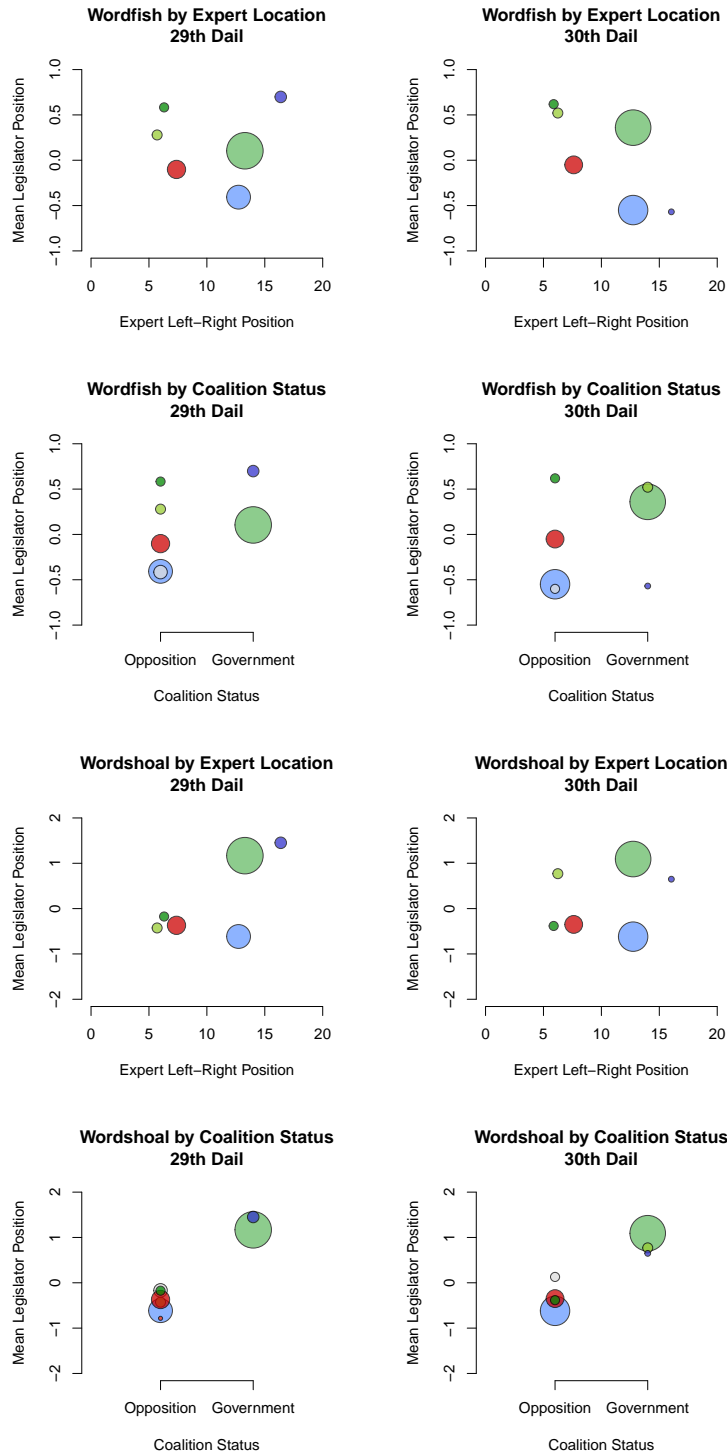 Wordfish by Expert Location
29th Dail
Mean Legislator Position
1.0
0.5
0.0
−0.5
−1.0
0 5 10 15 20
Expert Left−Right Position
Wordfish by Expert Location
30th Dail
Mean Legislator Position
1.0
0.5
0.0
−0.5
−1.0
0 5 10 15 20
Expert Left−Right Position
Wordfish by Coalition Status
29th Dail
Mean Legislator Position
1.0
0.5
0.0
−0.5
−1.0
Opposition Government
Coalition Status
Wordfish by Coalition Status
30th Dail
Mean Legislator Position
1.0
0.5
0.0
−0.5
−1.0
Opposition Government
Coalition Status
Wordshoal by Expert Location
29th Dail
Mean Legislator Position
2
1
0
−1
−2
0 5 10 15 20
Expert Left−Right Position
Wordshoal by Expert Location
30th Dail
Mean Legislator Position
2
1
0
−1
−2
0 5 10 15 20
Expert Left−Right Position
Wordshoal by Coalition Status
29th Dail
Mean Legislator Position
2
1
0
−1
−2
Opposition Government
Coalition Status
Wordshoal by Coalition Status
30th Dail
Mean Legislator Position
2
1
0
−1
−2
Opposition Government
Coalition Status